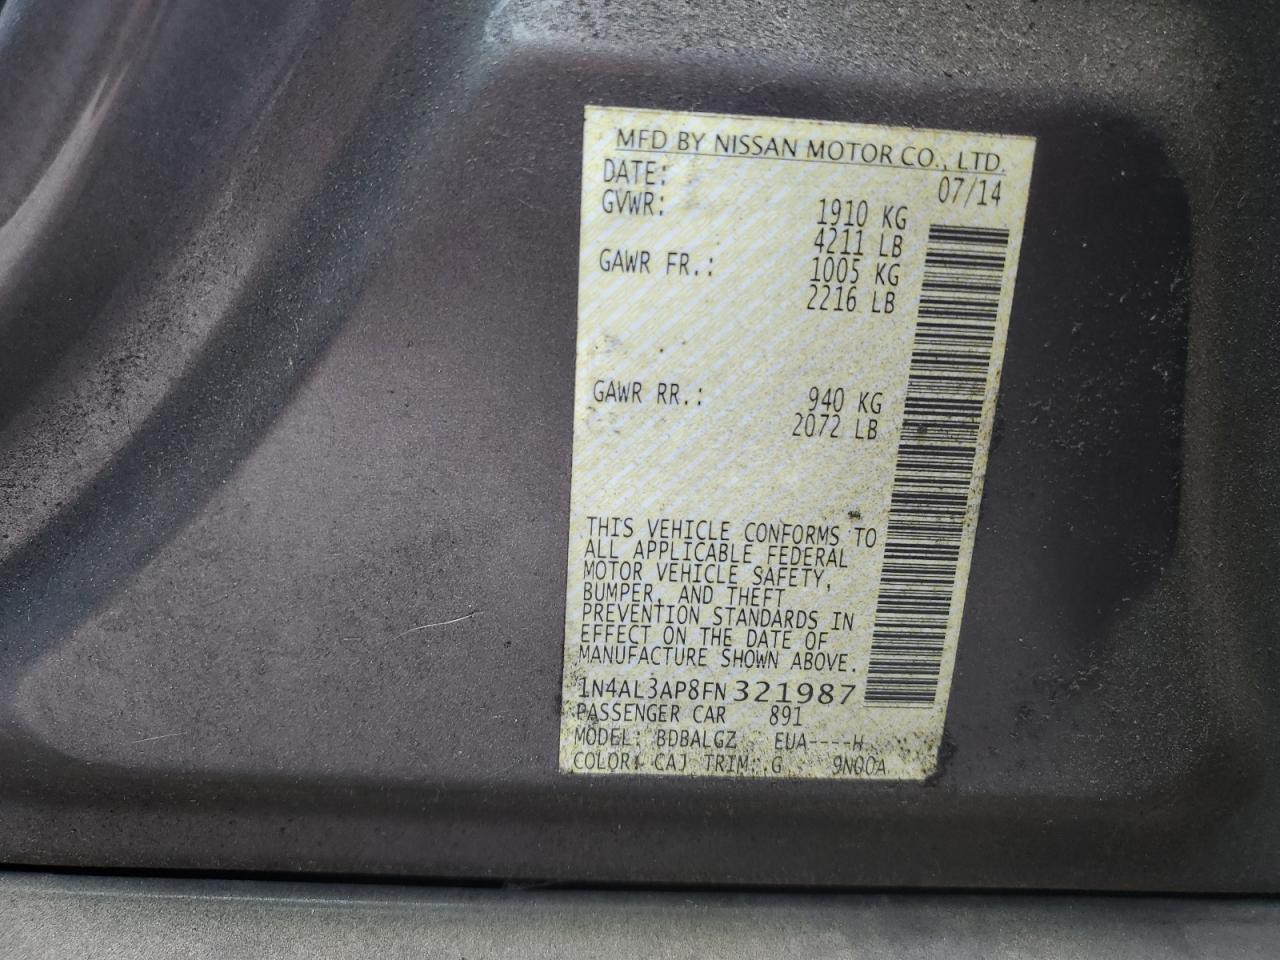 MFD BY NISSAN MOTOR CO., LTD.
DATE: 07/14
GVWR: 1910 KG
4211 LB
GAWR FR.: 1005 KG
2216 LB
GAWR RR.: 940 KG
2072 LB
THIS VEHICLE CONFORMS TO
ALL APPLICABLE FEDERAL
MOTOR VEHICLE SAFETY,
BUMPER, AND THEFT
PREVENTION STANDARDS IN
EFFECT ON THE DATE OF
MANUFACTURE SHOWN ABOVE.
1N4AL3AP8FN321987
PASSENGER CAR 891
MODEL: BDBALGZ EUA----H
COLOR: CAJ TRIM: G 9N00A